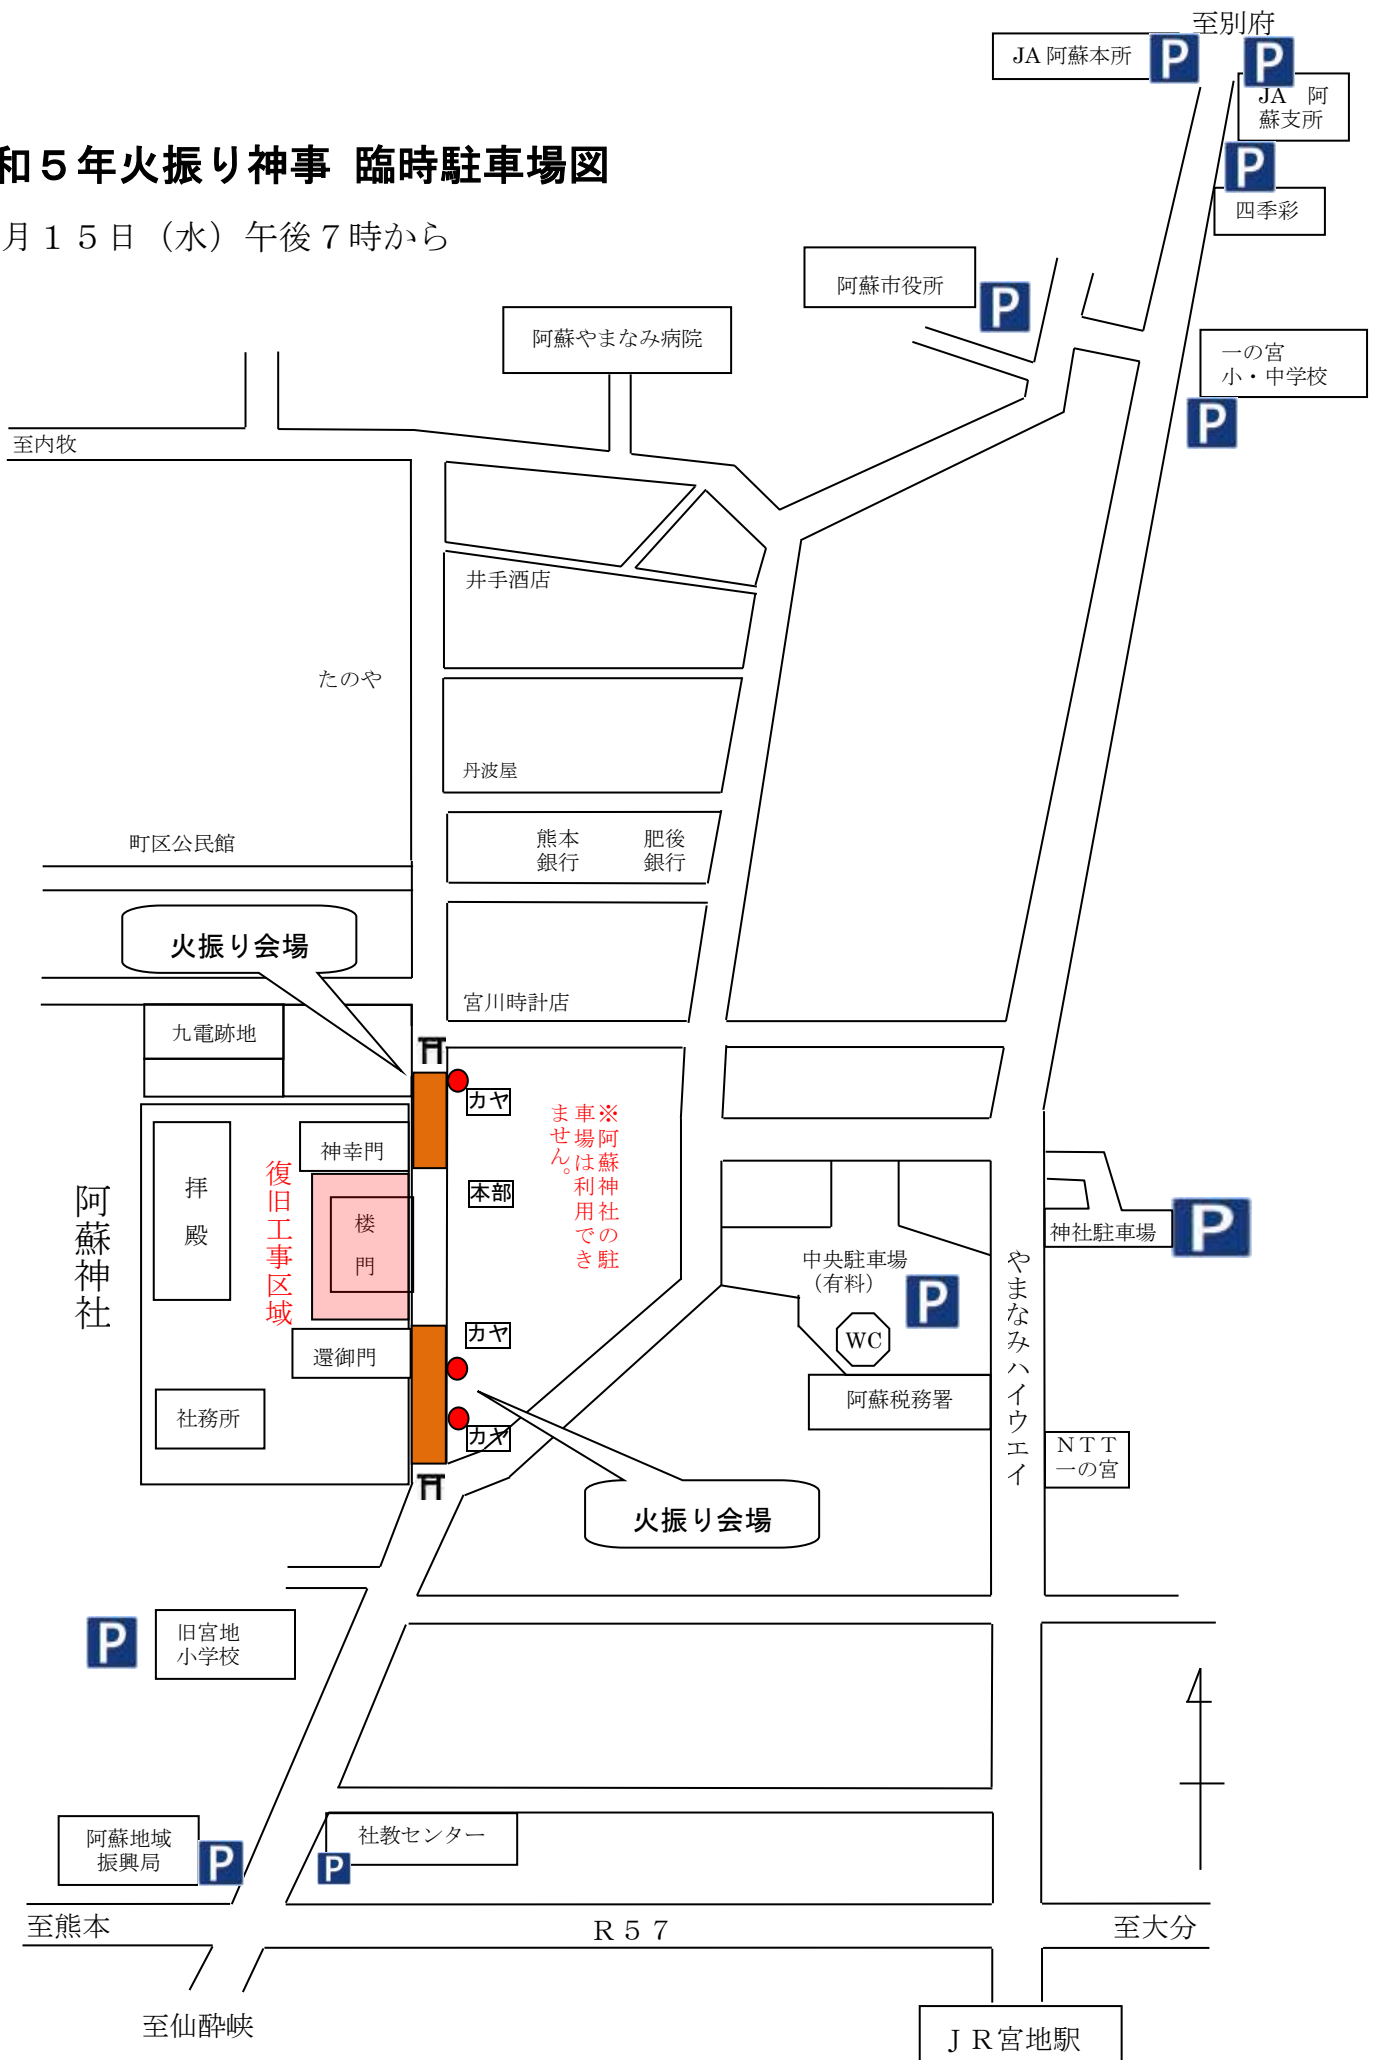 至別府
JA 阿蘇本所
P
P
JA 阿
蘇支所
和５年火振り神事 臨時駐車場図
P
四季彩
月１５日（水）午後７時から
阿蘇市役所
P
阿蘇やまなみ病院
一の宮
小・中学校
P
至内牧
井手酒店
たのや
丹波屋
町区公民館
熊本
銀行
肥後
銀行
火振り会場
宮川時計店
九電跡地
カヤ
※阿蘇神社の駐
車場は利用でき
ません。
神幸門
阿蘇神社
拝殿
復旧工事区域
楼門
本部
神社駐車場
P
中央駐車場
（有料）
P
やまなみハイウエイ
WC
カヤ
還御門
阿蘇税務署
社務所
カヤ
ＮＴＴ
一の宮
火振り会場
P
旧宮地
小学校
阿蘇地域
振興局
P
社教センター
P
至熊本
Ｒ５７
至大分
至仙酔峡
ＪＲ宮地駅